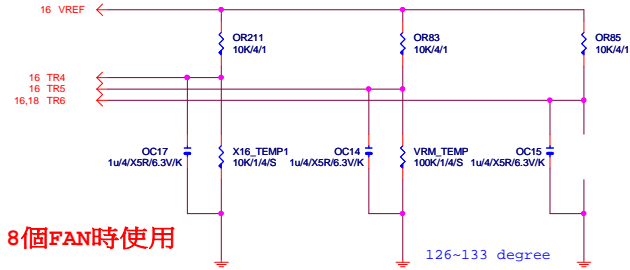 16 VREF
OR211
10K/4/1
OR83
10K/4/1
OR85
10K/4/1
16 TR4
16 TR5
16,18 TR6
OC17
1u/4/X5R/6.3V/K
X16_TEMP1
10K/1/4/S
OC14
1u/4/X5R/6.3V/K
VRM_TEMP
100K/1/4/S
OC15
1u/4/X5R/6.3V/K
8個FAN時使用
126~133 degree